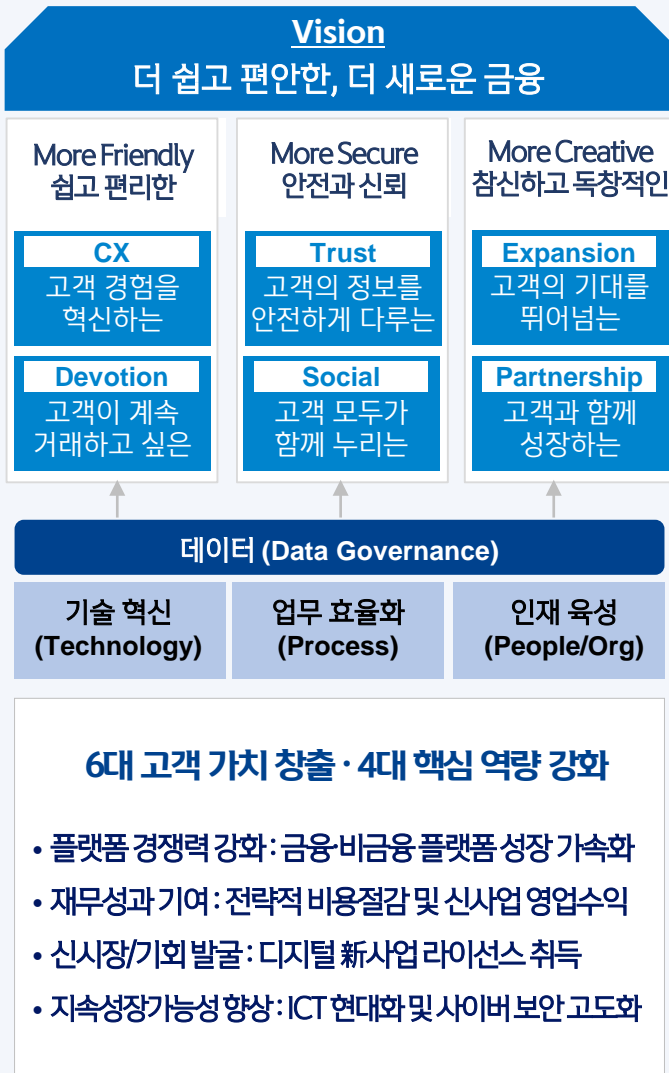 Vision
더 쉽고 편안한, 더 새로운 금융
More Friendly
쉽고 편리한
CX
고객 경험을
혁신하는
Devotion
고객이 계속
거래하고 싶은
More Secure
안전과 신뢰
Trust
고객의 정보를
안전하게 다루는
Social
고객 모두가
함께 누리는
More Creative
참신하고 독창적인
Expansion
고객의 기대를
뛰어넘는
Partnership
고객과 함께
성장하는
데이터 (Data Governance)
기술 혁신
(Technology)
업무 효율화
(Process)
인재 육성
(People/Org)
6대 고객 가치 창출 · 4대 핵심 역량 강화
• 플랫폼 경쟁력 강화 : 금융·비금융 플랫폼 성장 가속화
• 재무성과 기여 : 전략적 비용절감 및 신사업 영업수익
• 신시장/기회 발굴 : 디지털 新사업 라이선스 취득
• 지속성장가능성 향상 : ICT 현대화 및 사이버 보안 고도화